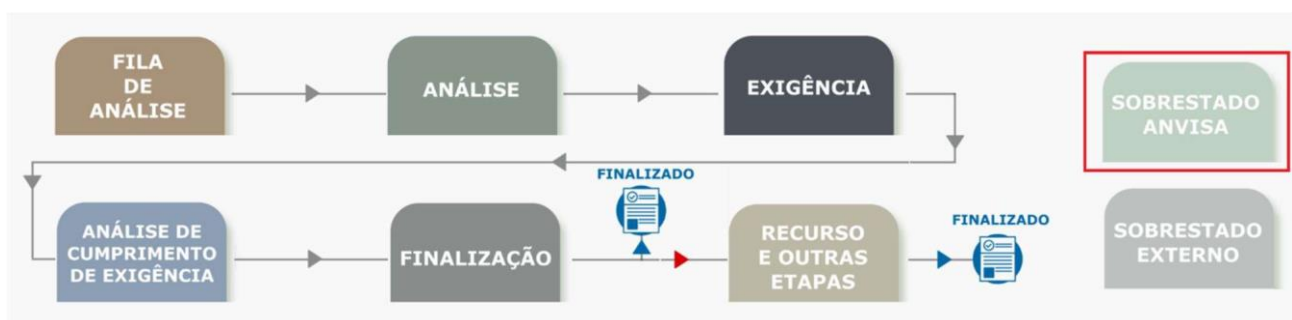 FILA
DE
ANÁLISE
ANÁLISE
EXIGÊNCIA
SOBRESTADO
ANVISA
ANÁLISE DE
CUMPRIMENTO
DE EXIGÊNCIA
FINALIZAÇÃO
FINALIZADO
RECURSO
E OUTRAS
ETAPAS
FINALIZADO
SOBRESTADO
EXTERNO